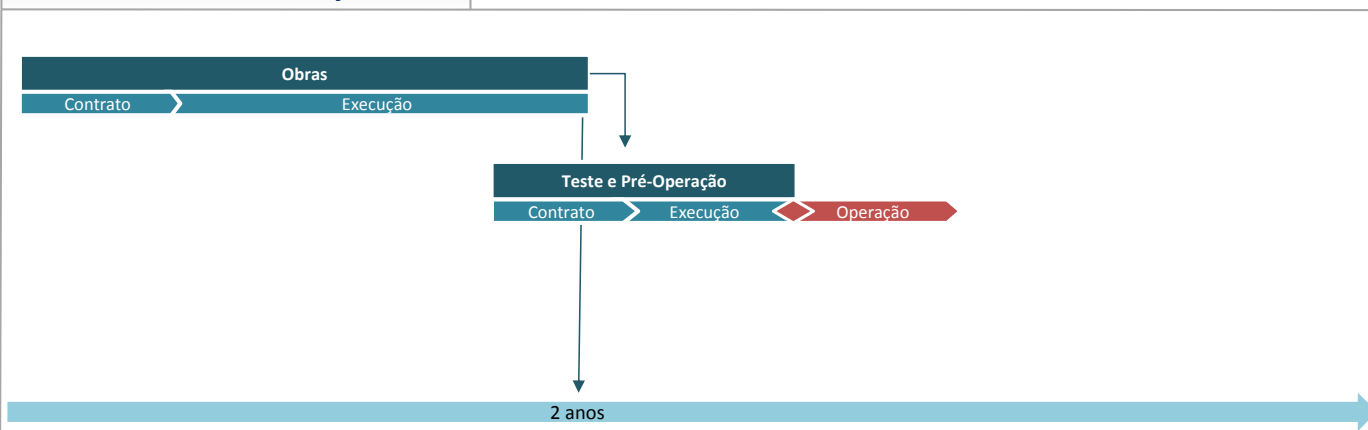 Obras
Contrato
Execução
Teste e Pré-Operação
Contrato
Execução
Operação
2 anos